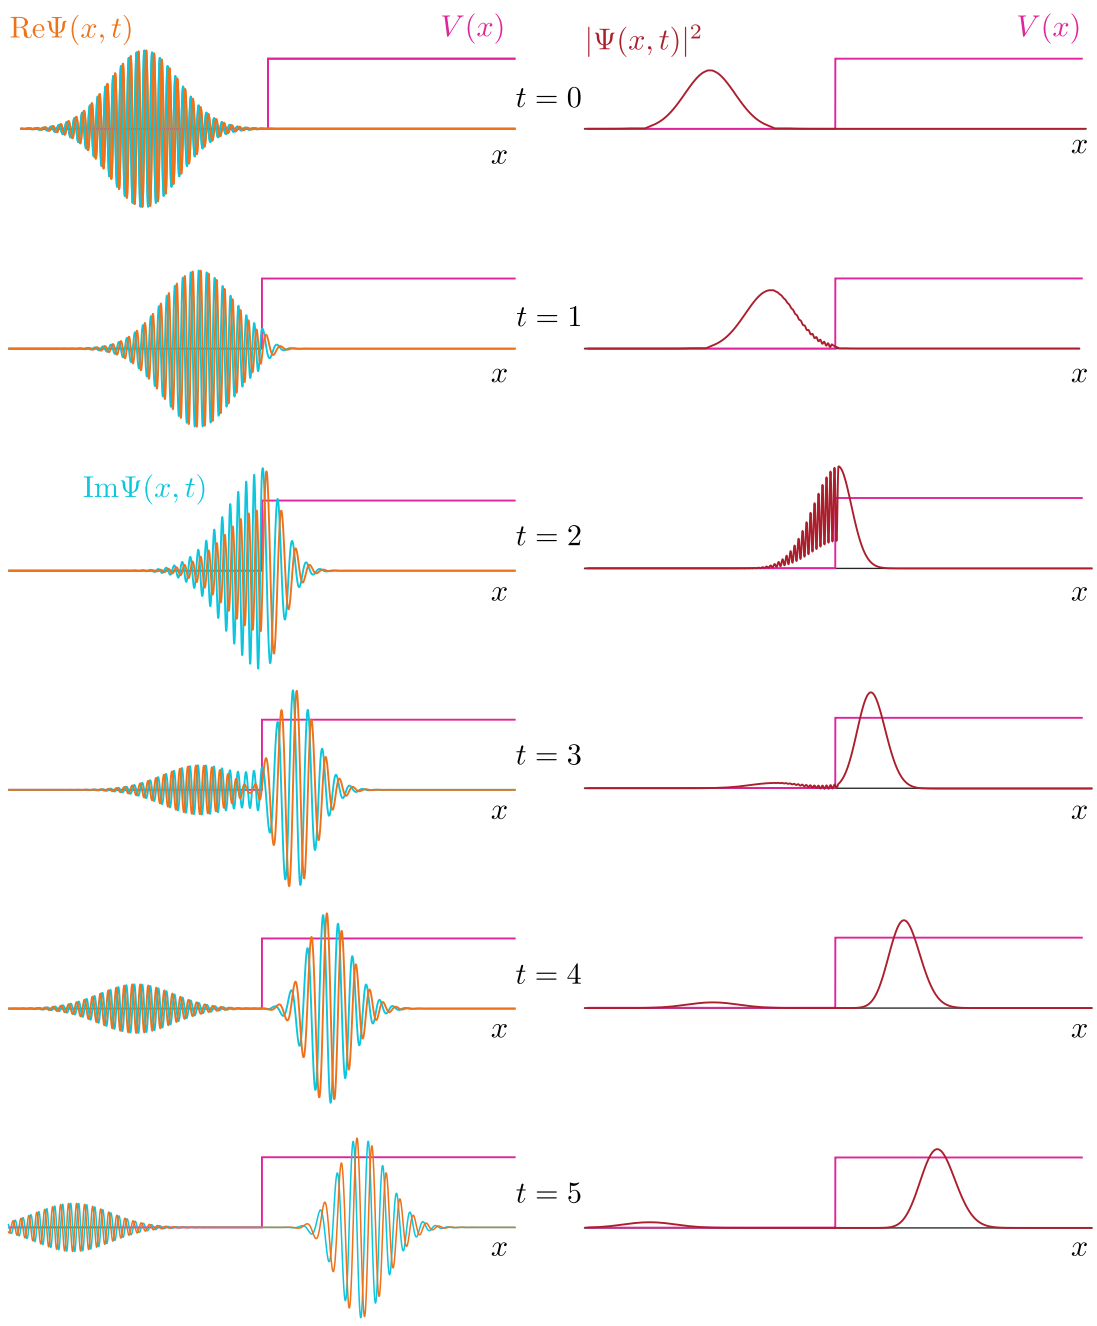 ReΨ(x, t) V(x) |Ψ(x, t)|² V(x)
t = 0
x x
t = 1
x x
ImΨ(x, t)
t = 2
x x
t = 3
x x
t = 4
x x
t = 5
x x